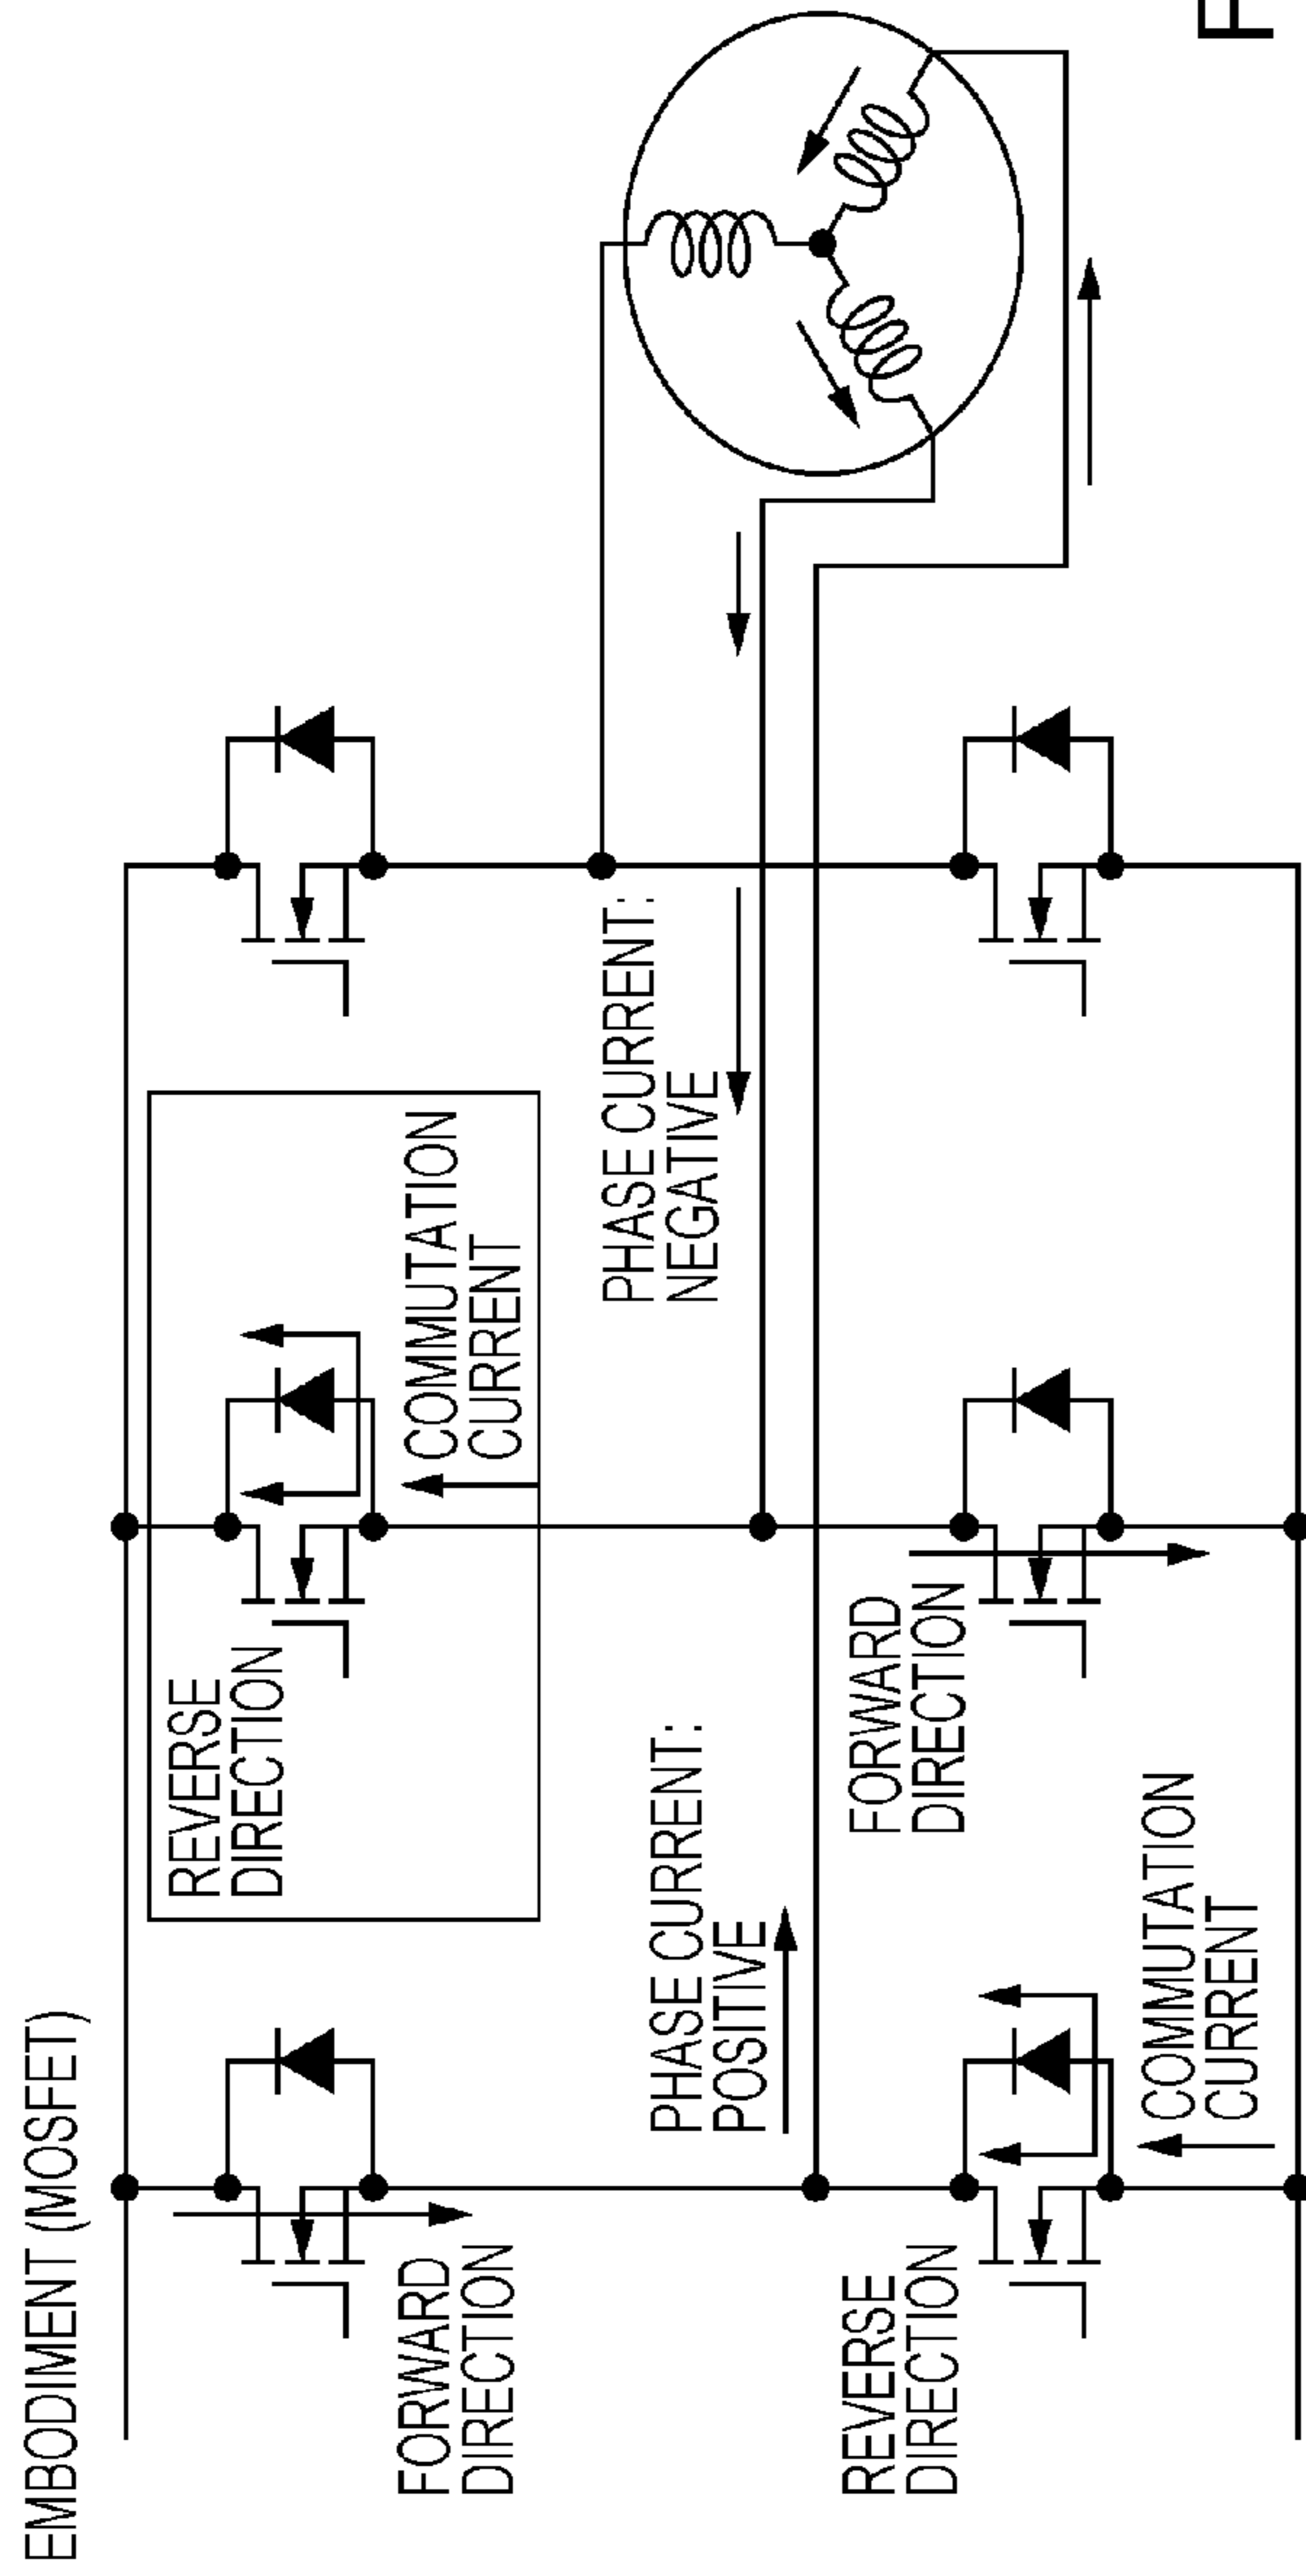 EMBODIMENT (MOSFET)
FORWARD
DIRECTION
REVERSE
DIRECTION
COMMUTATION
CURRENT
PHASE CURRENT:
POSITIVE
PHASE CURRENT:
NEGATIVE
REVERSE
DIRECTION
COMMUTATION
CURRENT
FORWARD
DIRECTION
F